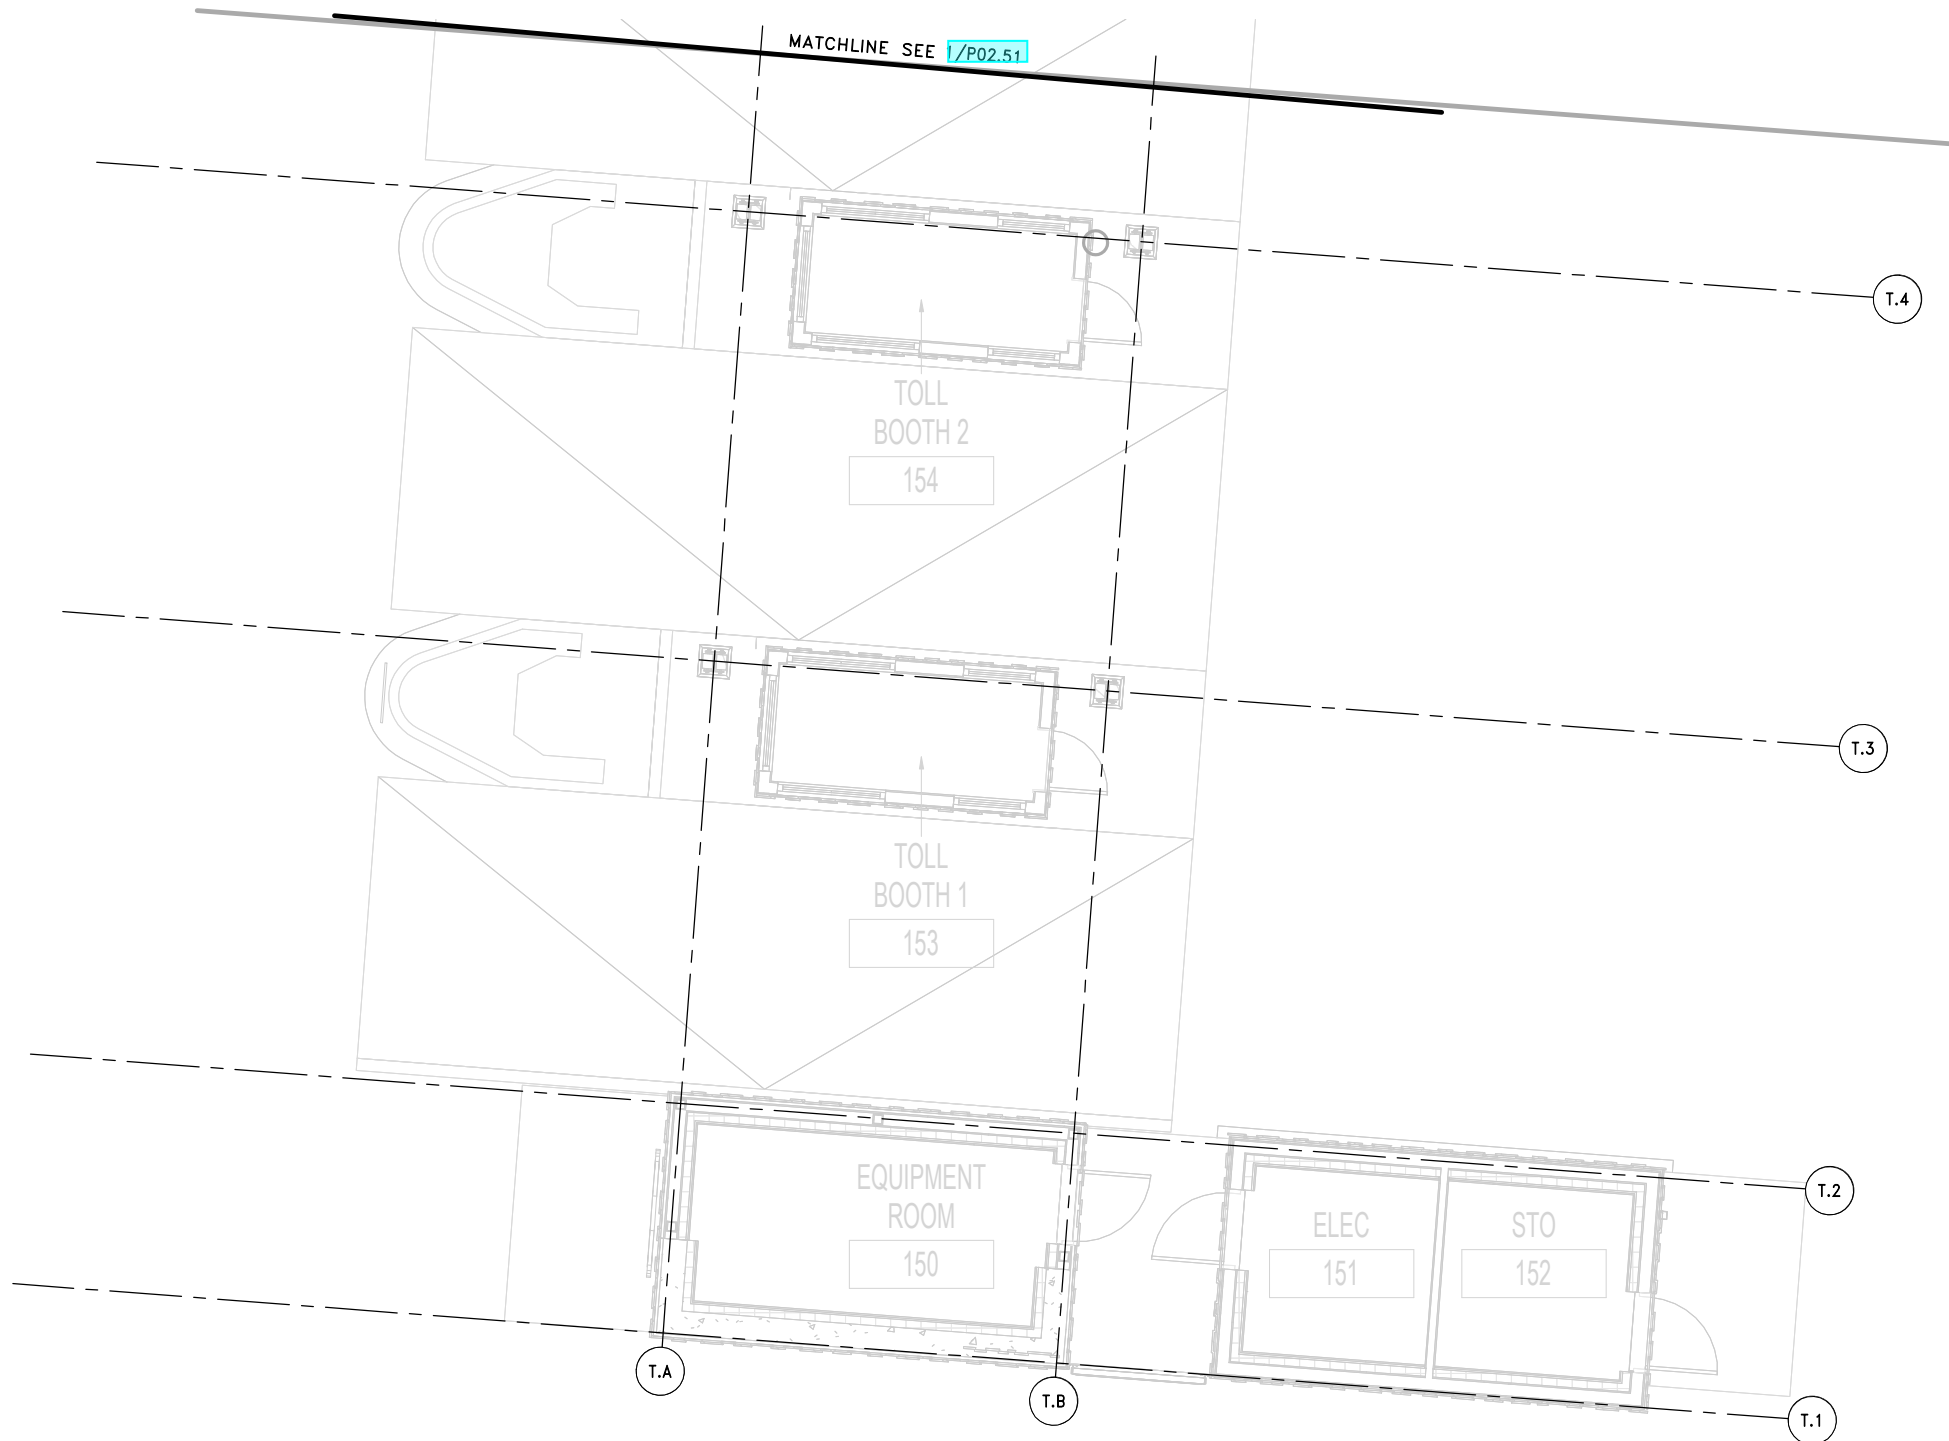 MATCHLINE SEE 1/P02.51
T.4
TOLL
BOOTH 2
154
T.3
TOLL
BOOTH 1
153
EQUIPMENT
ROOM
150
ELEC
151
STO
152
T.2
T.A
T.B
T.1